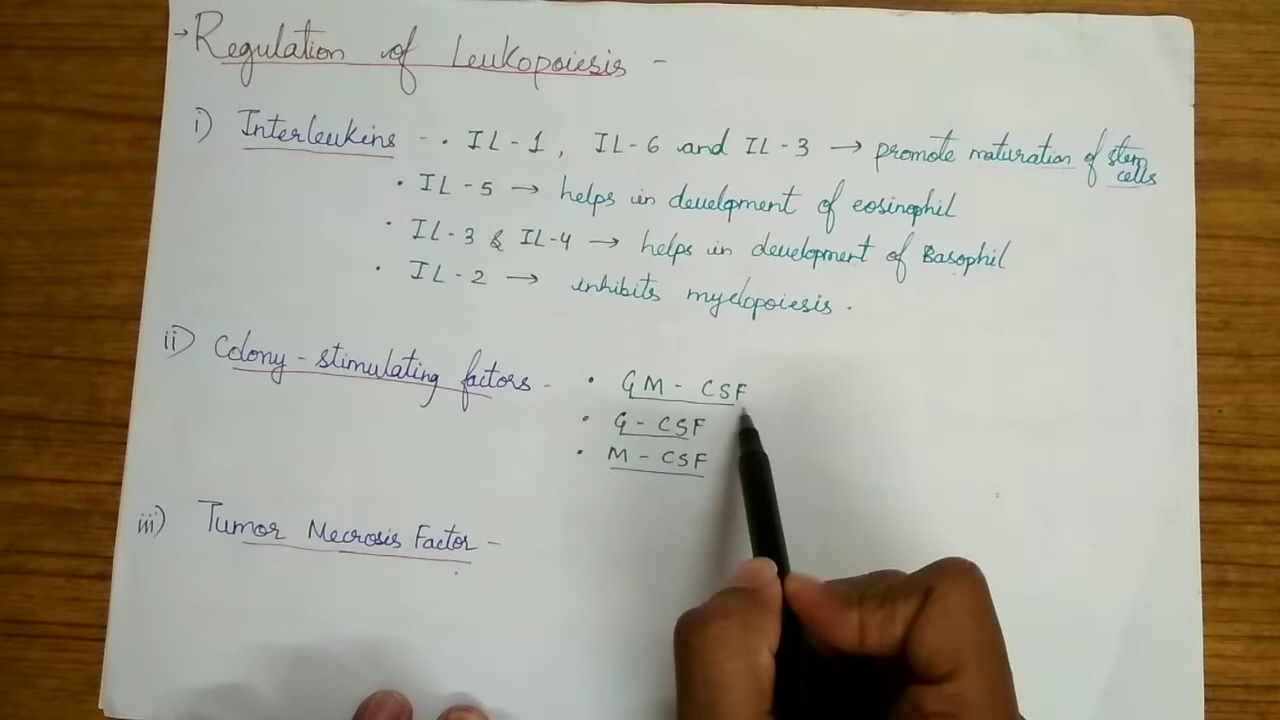 → Regulation of Leukopoiesis -
i) Interleukins - • IL-1, IL-6 and IL-3 → promote maturation of stem cells
• IL-5 → helps in develpment of eosinophil
• IL-3 & IL-4 → helps in development of Basophil
• IL-2 → inhibits myelopoiesis.
ii) Colony-stimulating factors - • GM-CSF
• G-CSF
• M-CSF
iii) Tumor Mecrosis Factor -